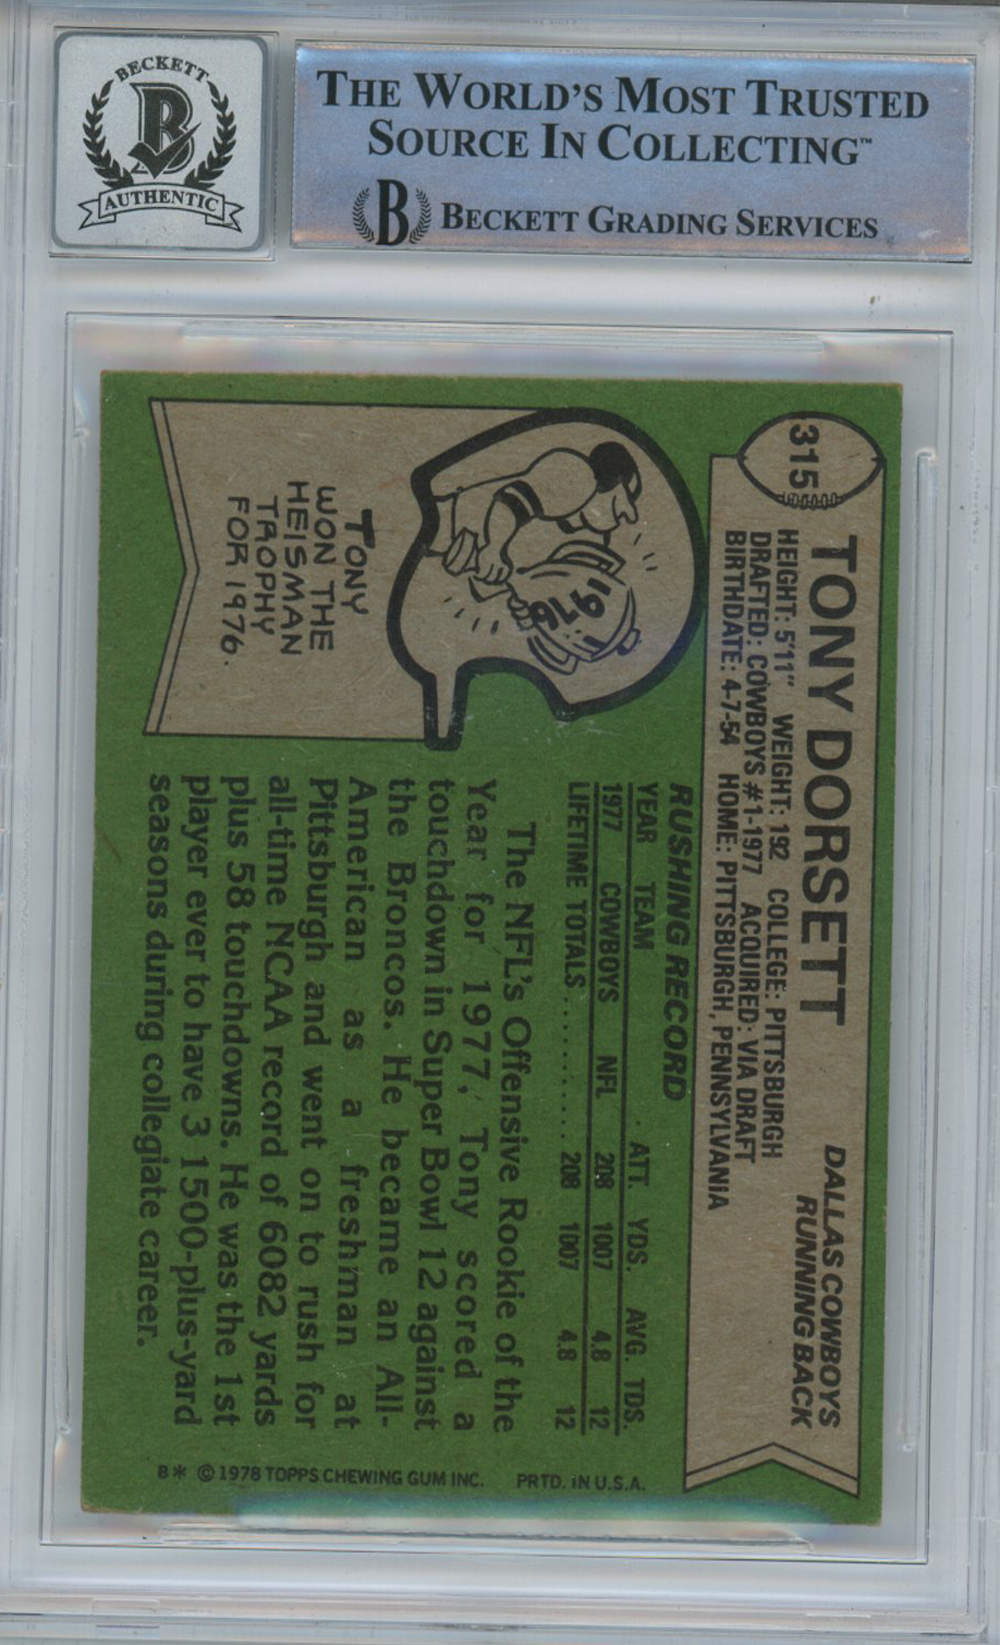 BECKETT
B
AUTHENTIC
THE WORLD'S MOST TRUSTED
SOURCE IN COLLECTING™
B BECKETT GRADING SERVICES
315
TONY DORSETT
DALLAS COWBOYS
RUNNING BACK
HEIGHT: 5'11" WEIGHT: 192 COLLEGE: PITTSBURGH
DRAFTED: COWBOYS #1-1977 ACQUIRED: VIA DRAFT
BIRTHDATE: 4-7-54 HOME: PITTSBURGH, PENNSYLVANIA
1976
TONY
WON THE
HEISMAN
TROPHY
FOR 1976.
RUSHING RECORD
YEAR TEAM ATT. YDS. AVG. TDS.
1977 COWBOYS NFL 208 1007 4.8 12
LIFETIME TOTALS.......... 208 1007 4.8 12
The NFL's Offensive Rookie of the
Year for 1977, Tony scored a
touchdown in Super Bowl 12 against
the Broncos. He became an All-
American as a freshman at
Pittsburgh and went on to rush for
all-time NCAA record of 6082 yards
plus 58 touchdowns. He was the 1st
player ever to have 3 1500-plus-yard
seasons during collegiate career.
B* © 1978 TOPPS CHEWING GUM INC. PRTD. IN U.S.A.